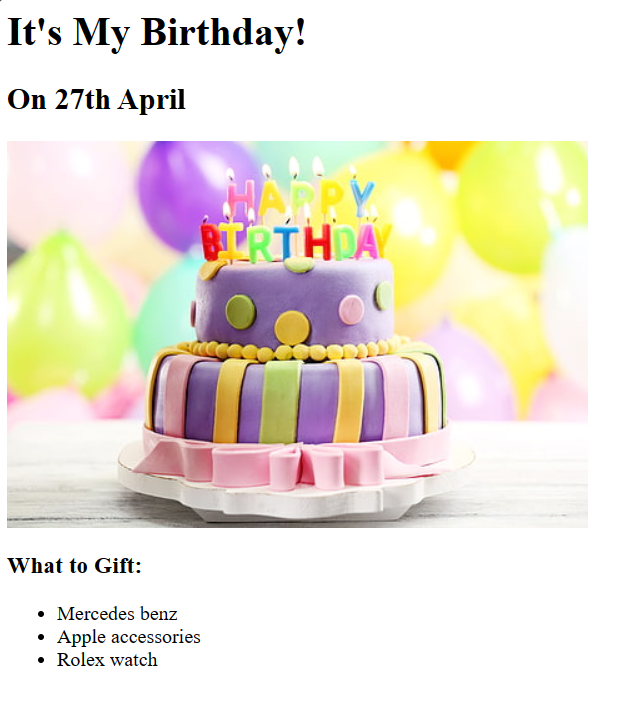 It's My Birthday!
On 27th April
HAPPY
BIRTHDAY
What to Gift:
Mercedes benz
Apple accessories
Rolex watch